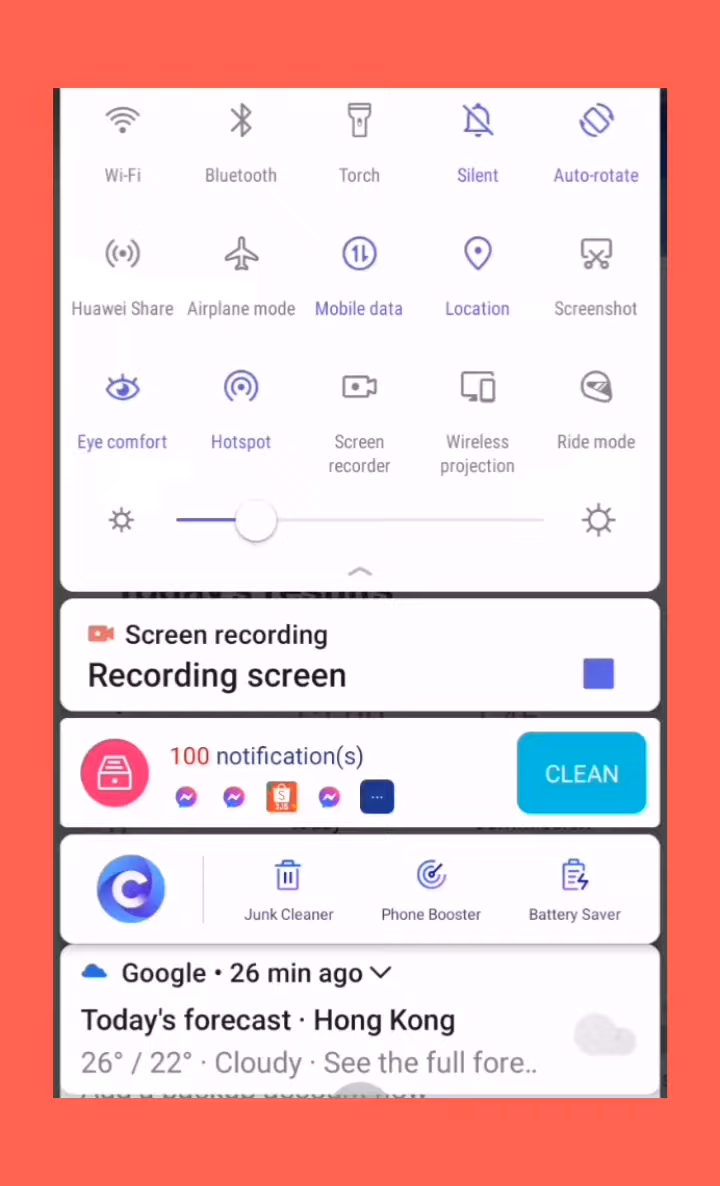 Wi-Fi Bluetooth Torch Silent Auto-rotate
Huawei Share Airplane mode Mobile data Location Screenshot
Eye comfort Hotspot Screen recorder Wireless projection Ride mode
Screen recording
Recording screen
100 notification(s)
CLEAN
Junk Cleaner Phone Booster Battery Saver
Google • 26 min ago
Today's forecast · Hong Kong
26° / 22° · Cloudy · See the full fore..